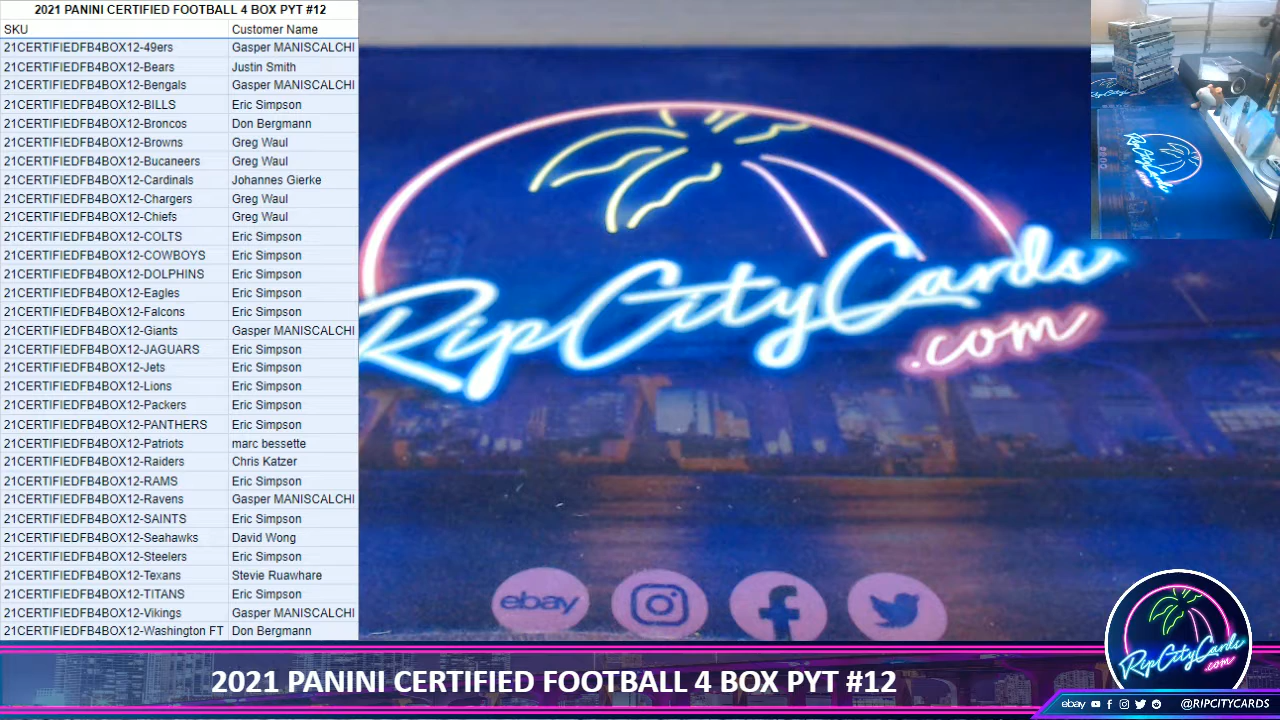 2021 PANINI CERTIFIED FOOTBALL 4 BOX PYT #12
SKU Customer Name
21CERTIFIEDFB4BOX12-49ers Gasper MANISCALCHI
21CERTIFIEDFB4BOX12-Bears Justin Smith
21CERTIFIEDFB4BOX12-Bengals Gasper MANISCALCHI
21CERTIFIEDFB4BOX12-BILLS Eric Simpson
21CERTIFIEDFB4BOX12-Broncos Don Bergmann
21CERTIFIEDFB4BOX12-Browns Greg Waul
21CERTIFIEDFB4BOX12-Bucaneers Greg Waul
21CERTIFIEDFB4BOX12-Cardinals Johannes Gierke
21CERTIFIEDFB4BOX12-Chargers Greg Waul
21CERTIFIEDFB4BOX12-Chiefs Greg Waul
21CERTIFIEDFB4BOX12-COLTS Eric Simpson
21CERTIFIEDFB4BOX12-COWBOYS Eric Simpson
21CERTIFIEDFB4BOX12-DOLPHINS Eric Simpson
21CERTIFIEDFB4BOX12-Eagles Eric Simpson
21CERTIFIEDFB4BOX12-Falcons Eric Simpson
21CERTIFIEDFB4BOX12-Giants Gasper MANISCALCHI
21CERTIFIEDFB4BOX12-JAGUARS Eric Simpson
21CERTIFIEDFB4BOX12-Jets Eric Simpson
21CERTIFIEDFB4BOX12-Lions Eric Simpson
21CERTIFIEDFB4BOX12-Packers Eric Simpson
21CERTIFIEDFB4BOX12-PANTHERS Eric Simpson
21CERTIFIEDFB4BOX12-Patriots marc bessette
21CERTIFIEDFB4BOX12-Raiders Chris Katzer
21CERTIFIEDFB4BOX12-RAMS Eric Simpson
21CERTIFIEDFB4BOX12-Ravens Gasper MANISCALCHI
21CERTIFIEDFB4BOX12-SAINTS Eric Simpson
21CERTIFIEDFB4BOX12-Seahawks David Wong
21CERTIFIEDFB4BOX12-Steelers Eric Simpson
21CERTIFIEDFB4BOX12-Texans Stevie Ruawhare
21CERTIFIEDFB4BOX12-TITANS Eric Simpson
21CERTIFIEDFB4BOX12-Vikings Gasper MANISCALCHI
21CERTIFIEDFB4BOX12-Washington FT Don Bergmann
RipCityCards
.com
ebay
RipCityCards
RipCityCards
.com
2021 PANINI CERTIFIED FOOTBALL 4 BOX PYT #12
ebay @RIPCITYCARDS